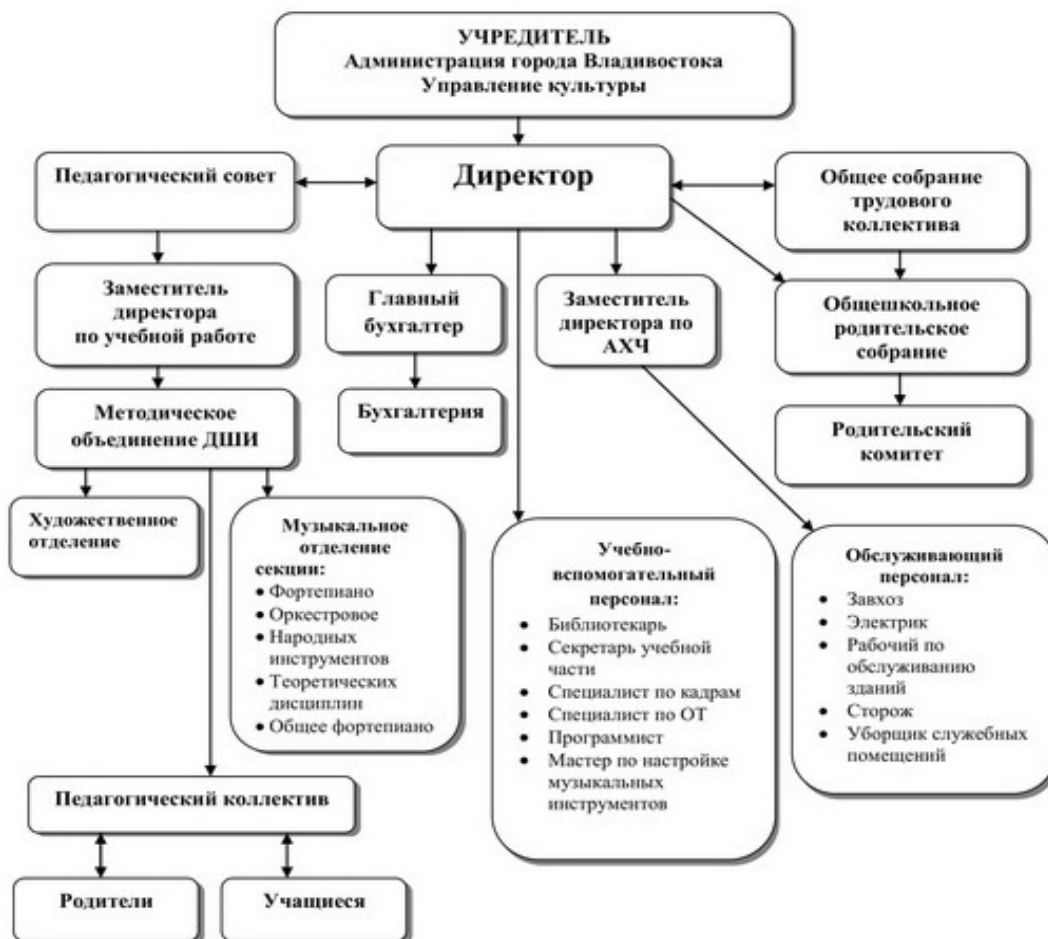 УЧРЕДИТЕЛЬ
Администрация города Владивостока
Управление культуры
Педагогический совет
Директор
Общее собрание
трудового
коллектива
Заместитель
директора
по учебной работе
Главный
бухгалтер
Заместитель
директора по
АХЧ
Общешкольное
родительское
собрание
Методическое
объединение ДШИ
Бухгалтерия
Родительский
комитет
Художественное
отделение
Музыкальное
отделение
секции:
• Фортепиано
• Оркестровое
• Народных
инструментов
• Теоретических
дисциплин
• Общее фортепиано
Учебно-
вспомогательный
персонал:
• Библиотекарь
• Секретарь учебной
части
• Специалист по кадрам
• Специалист по ОТ
• Программист
• Мастер по настройке
музыкальных
инструментов
Обслуживающий
персонал:
• Завхоз
• Электрик
• Рабочий по
обслуживанию
зданий
• Сторож
• Уборщик служебных
помещений
Педагогический коллектив
Родители
Учащиеся